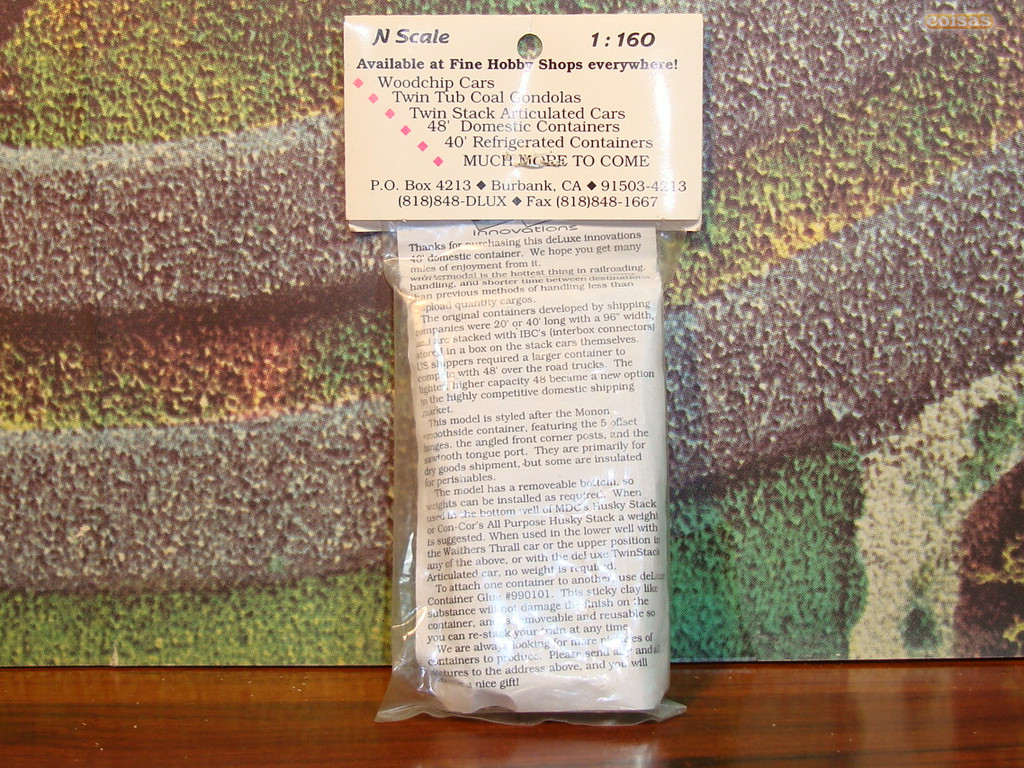 coisas
N Scale 1:160
Available at Fine Hobby Shops everywhere!
Woodchip Cars
Twin Tub Coal Gondolas
Twin Stack Articulated Cars
48' Domestic Containers
40' Refrigerated Containers
MUCH MORE TO COME
P.O. Box 4213 ◆ Burbank, CA ◆ 91503-4213
(818)848-DLUX ◆ Fax (818)848-1667
innovations
Thanks for purchasing this deLuxe innovations
48' domestic container. We hope you get many
miles of enjoyment from it.
is the hottest thing in railroading,
handling, and shorter time between destinations
than previous methods of handling less than
quantity cargos.
The original containers developed by shipping
companies were 20' or 40' long with a 96" width,
and are stacked with IBC's (interbox connectors)
stored in a box on the stack cars themselves.
US shippers required a larger container to
compete with 48' over the road trucks. The
lighter, higher capacity 48 became a new option
in the highly competitive domestic shipping
market.
This model is styled after the Monon
smoothside container, featuring the 5 offset
hinges, the angled front corner posts, and the
sawtooth tongue port. They are primarily for
dry goods shipment, but some are insulated
for perishables.
The model has a removeable bottom, so
weights can be installed as required. When
used in the bottom well of MDC's Husky Stack
or Con-Cor's All Purpose Husky Stack a weight
is suggested. When used in the lower well with
the Walthers Thrall car or the upper position in
any of the above, or with the deLuxe TwinStack
Articulated car, no weight is required.
To attach one container to another, use deLuxe
Container Glue #990101. This sticky clay like
substance will not damage the finish on the
container, and is removeable and reusable so
you can re-stack your train at any time.
We are always looking for more pictures of
containers to produce. Please send any and all
pictures to the address above, and you will
a nice gift!